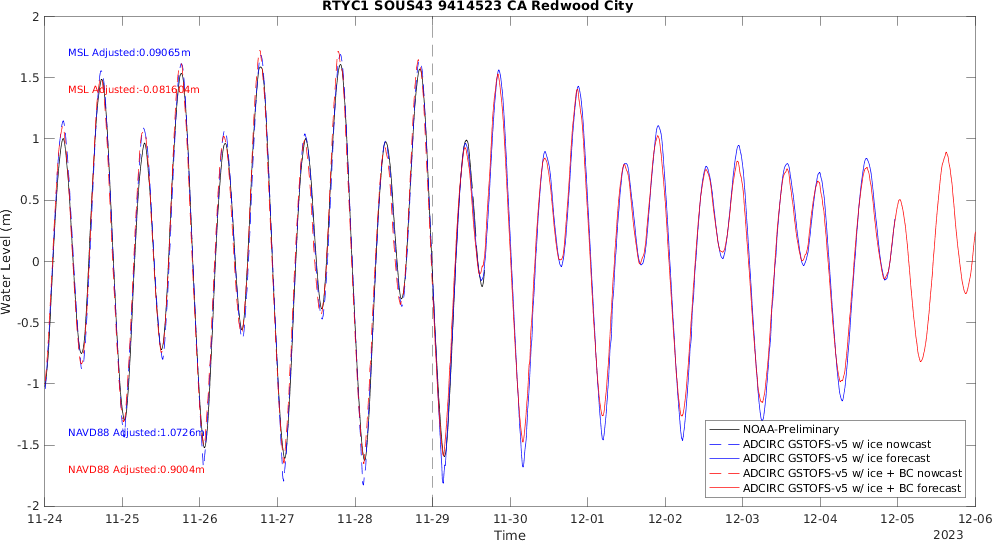 RTYC1 SOUS43 9414523 CA Redwood City
2
1.5
1
0.5
0
-0.5
-1
-1.5
-2
Water Level (m)
MSL Adjusted:0.09065m
MSL Adjusted:-0.081604m
NAVD88 Adjusted:1.0726m
NAVD88 Adjusted:0.9004m
NOAA-Preliminary
ADCIRC GSTOFS-v5 w/ ice nowcast
ADCIRC GSTOFS-v5 w/ ice forecast
ADCIRC GSTOFS-v5 w/ ice + BC nowcast
ADCIRC GSTOFS-v5 w/ ice + BC forecast
11-24 11-25 11-26 11-27 11-28 11-29 11-30 12-01 12-02 12-03 12-04 12-05 12-06
Time
2023